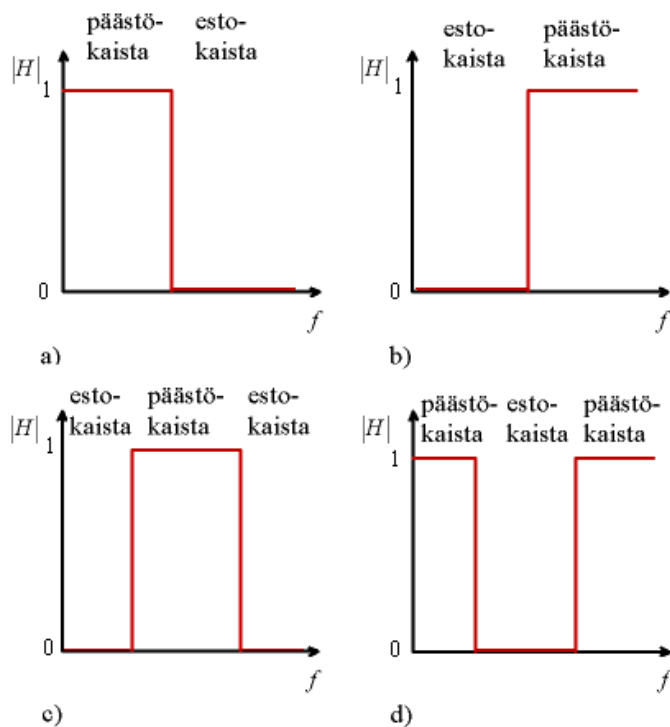 päästö- esto-
kaista kaista
|H|
1
0
f
a)
esto- päästö-
kaista kaista
|H|
1
0
f
b)
esto- päästö- esto-
kaista kaista kaista
|H|
1
0
f
c)
päästö- esto- päästö-
kaista kaista kaista
|H|
1
0
f
d)